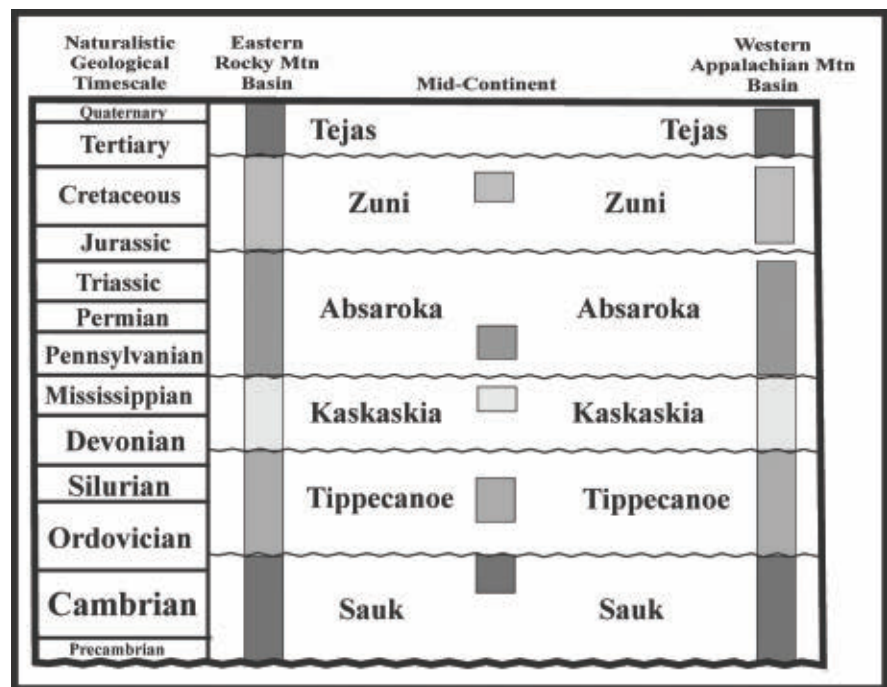 Naturalistic
Geological
Timescale
Eastern
Rocky Mtn
Basin
Mid-Continent
Western
Appalachian Mtn
Basin
Quaternary
Tertiary
Tejas
Tejas
Cretaceous
Zuni
Zuni
Jurassic
Triassic
Absaroka
Absaroka
Permian
Pennsylvanian
Mississippian
Kaskaskia
Kaskaskia
Devonian
Silurian
Tippecanoe
Tippecanoe
Ordovician
Cambrian
Sauk
Sauk
Precambrian